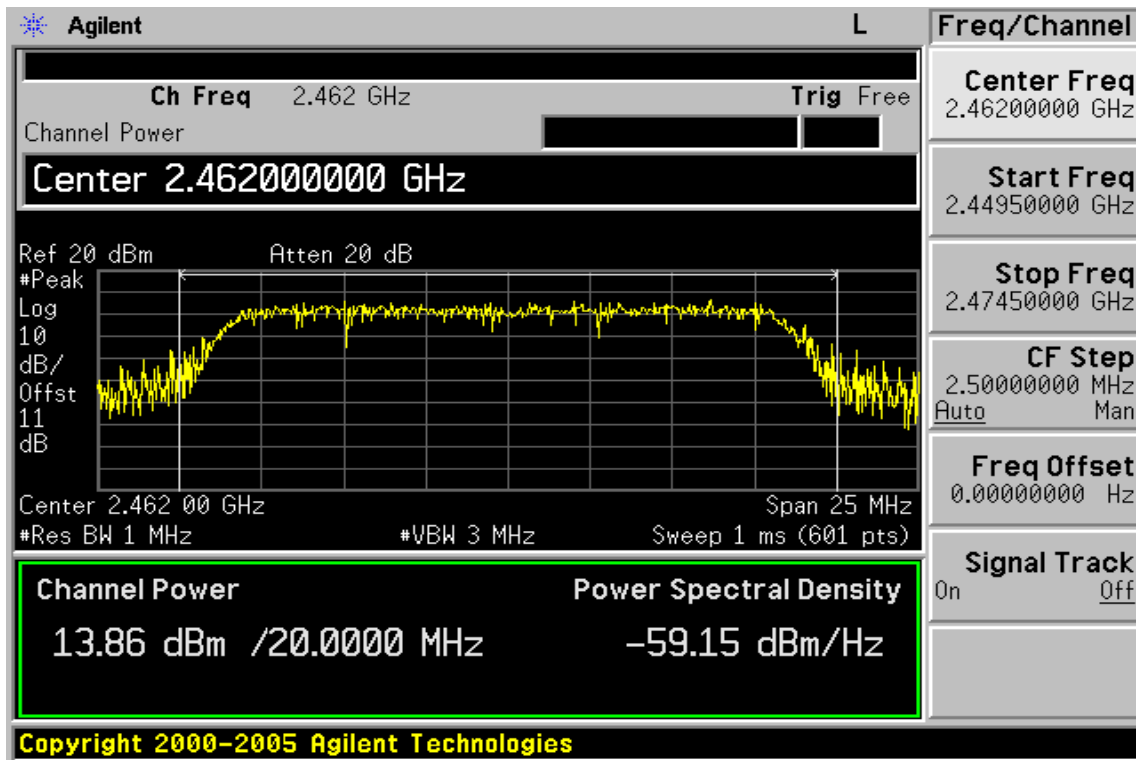 Agilent L
Freq/Channel
Ch Freq 2.462 GHz Trig Free
Channel Power
Center 2.462000000 GHz
Ref 20 dBm Atten 20 dB
#Peak
Log
10
dB/
Offst
11
dB
Center 2.462 00 GHz Span 25 MHz
#Res BW 1 MHz #VBW 3 MHz Sweep 1 ms (601 pts)
Channel Power Power Spectral Density
13.86 dBm /20.0000 MHz -59.15 dBm/Hz
Copyright 2000-2005 Agilent Technologies
Center Freq
2.46200000 GHz
Start Freq
2.44950000 GHz
Stop Freq
2.47450000 GHz
CF Step
2.50000000 MHz
Auto Man
Freq Offset
0.00000000 Hz
Signal Track
On Off